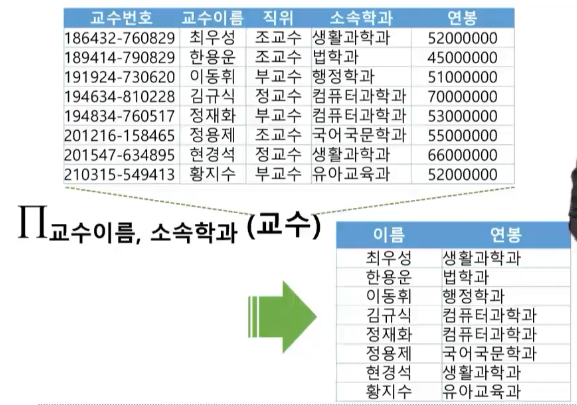 교수번호 교수이름 직위 소속학과 연봉
186432-760829 최우성 조교수 생활과학과 52000000
189414-790829 한용운 조교수 법학과 45000000
191924-730620 이동휘 부교수 행정학과 51000000
194634-810228 김규식 정교수 컴퓨터과학과 70000000
194834-760517 정재화 부교수 컴퓨터과학과 53000000
201216-158465 정용제 조교수 국어국문학과 55000000
201547-634895 현경석 정교수 생활과학과 66000000
210315-549413 황지수 부교수 유아교육과 52000000
∏교수이름, 소속학과 (교수)
이름 연봉
최우성 생활과학과
한용운 법학과
이동휘 행정학과
김규식 컴퓨터과학과
정재화 컴퓨터과학과
정용제 국어국문학과
현경석 생활과학과
황지수 유아교육과